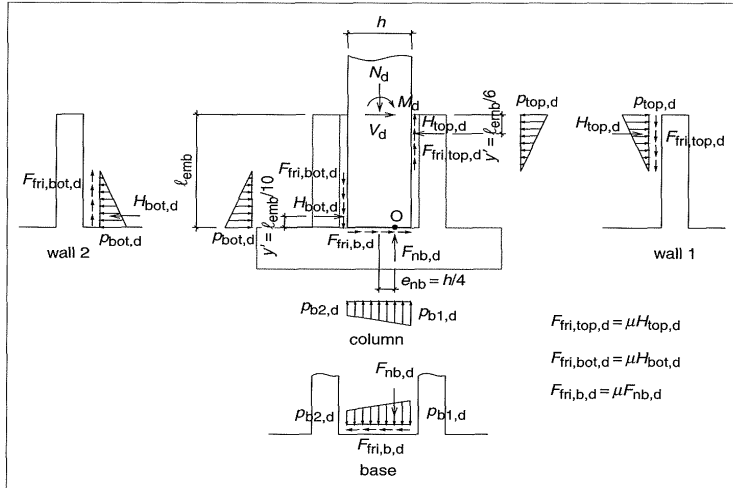 h
N_d
M_d
V_d
H_top,d
F_fri,top,d
y' = ℓ_emb/6
p_top,d
p_top,d
H_top,d
F_fri,top,d
ℓ_emb
F_fri,bot,d
H_bot,d
p_bot,d
wall 2
p_bot,d
y' = ℓ_emb/10
F_fri,bot,d
H_bot,d
O
F_fri,b,d
F_nb,d
wall 1
e_nb = h/4
p_b2,d
p_b1,d
column
F_fri,top,d = μH_top,d
F_fri,bot,d = μH_bot,d
F_fri,b,d = μF_nb,d
F_nb,d
p_b2,d
p_b1,d
F_fri,b,d
base